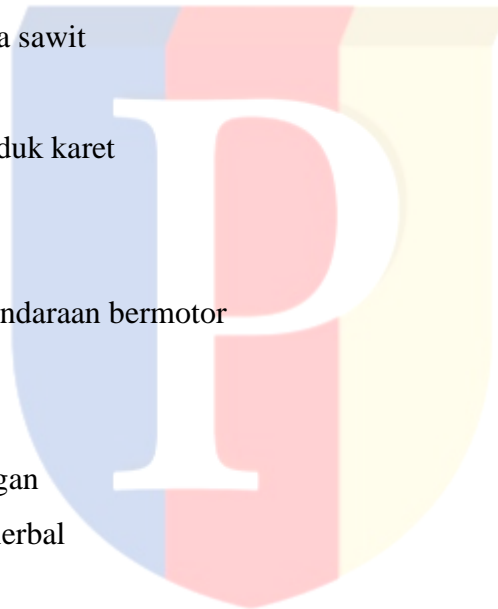 a sawit
duk karet
ndaraan bermotor
gan
erbal
P